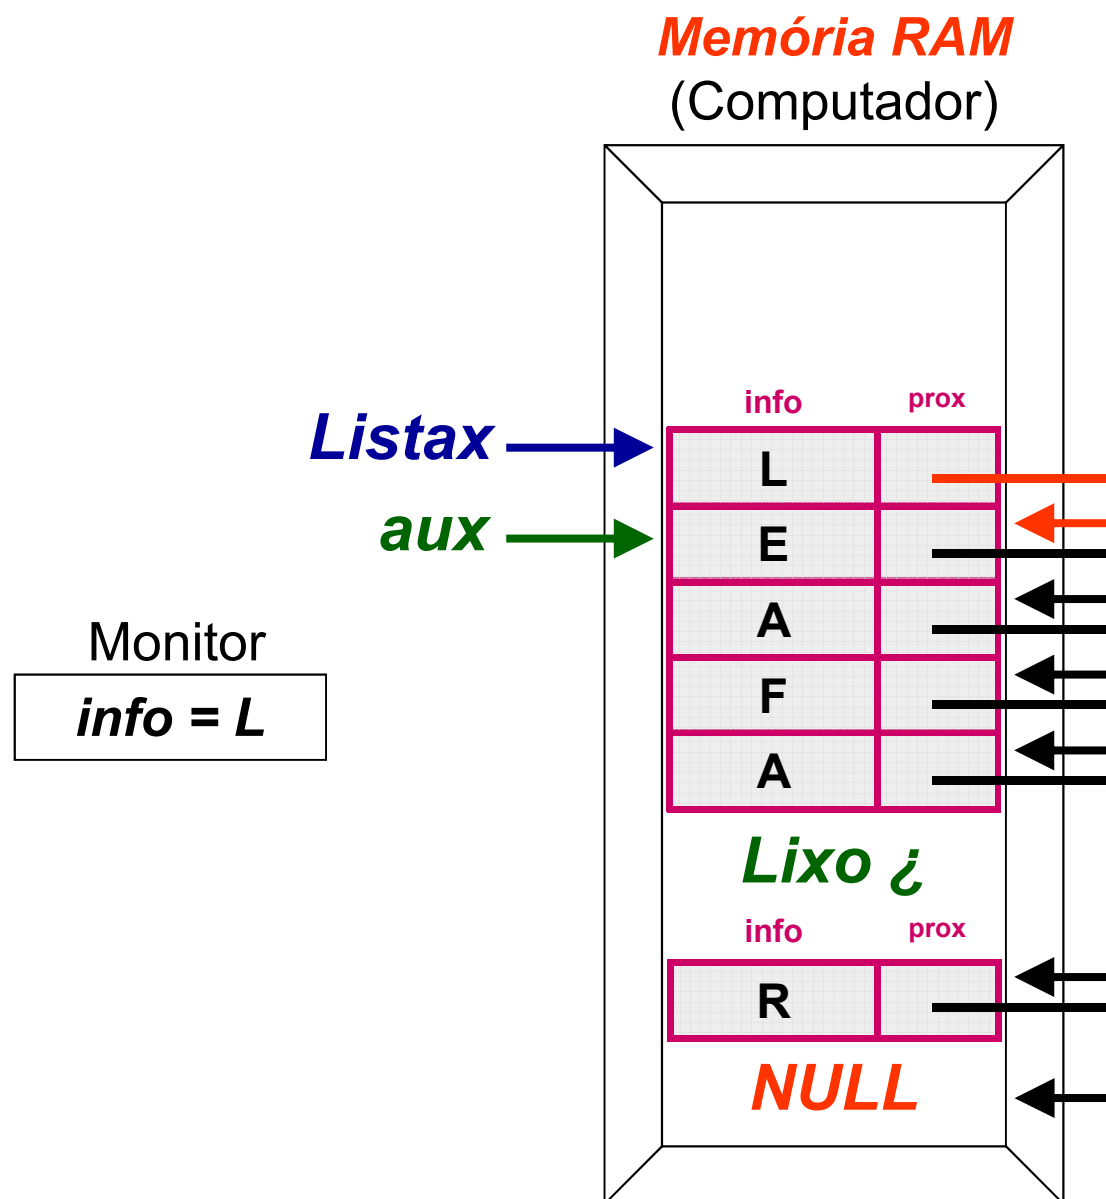 Memória RAM
(Computador)
info prox
Listax
L
aux
E
A
Monitor
F
info = L
A
Lixo ¿
info prox
R
NULL